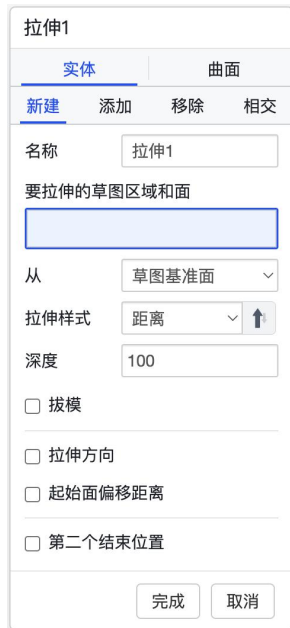 拉伸1
实体 曲面
新建 添加 移除 相交
名称 拉伸1
要拉伸的草图区域和面
从 草图基准面
拉伸样式 距离
深度 100
拔模
拉伸方向
起始面偏移距离
第二个结束位置
完成 取消